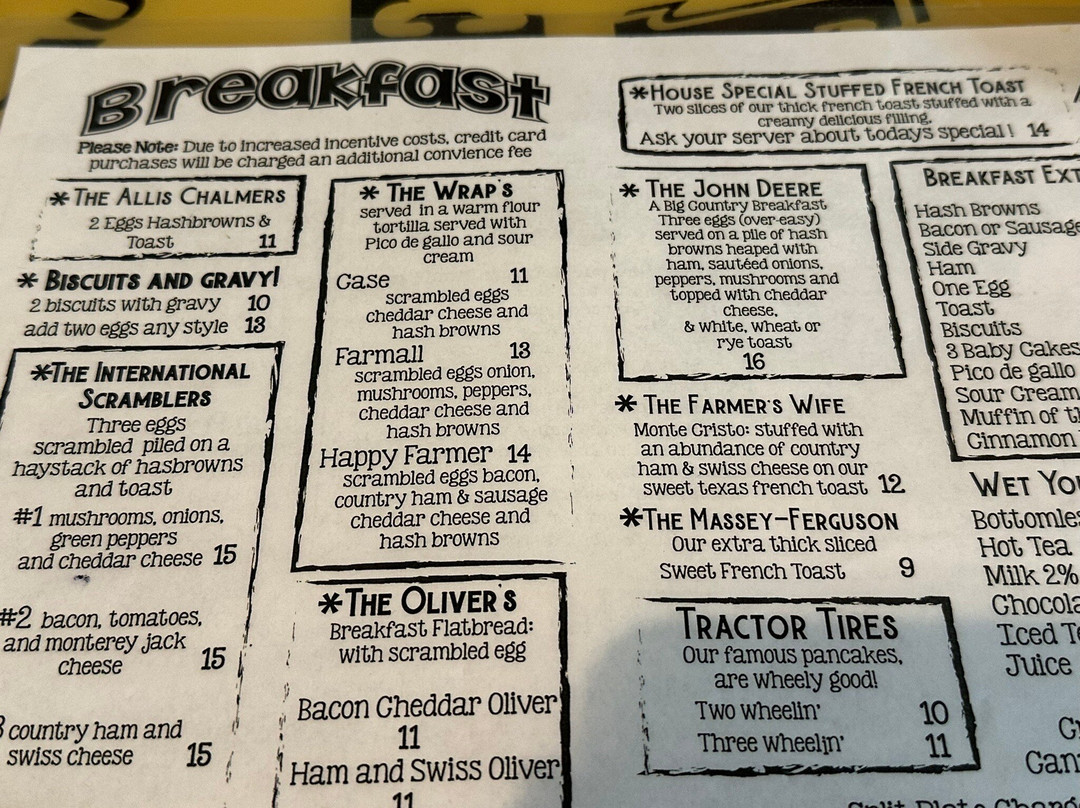 Breakfast
Please Note: Due to increased incentive costs, credit card
purchases will be charged an additional convience fee
*THE ALLIS CHALMERS
2 Eggs Hashbrowns &
Toast 11
* BISCUITS AND GRAVY!
2 biscuits with gravy 10
add two eggs any style 13
*THE INTERNATIONAL
SCRAMBLERS
Three eggs
scrambled piled on a
haystack of hasbrowns
and toast
#1 mushrooms, onions,
green peppers
and cheddar cheese 15
#2 bacon, tomatoes,
and monterey jack
cheese 15
3 country ham and
swiss cheese 15
* THE WRAP'S
served in a warm flour
tortilla served with
Pico de gallo and sour
cream
Case 11
scrambled eggs
cheddar cheese and
hash browns
Farmall 13
scrambled eggs onion,
mushrooms, peppers,
cheddar cheese and
hash browns
Happy Farmer 14
scrambled eggs bacon,
country ham & sausage
cheddar cheese and
hash browns
*THE OLIVER'S
Breakfast Flatbread:
with scrambled egg
Bacon Cheddar Oliver
11
Ham and Swiss Oliver
11
*HOUSE SPECIAL STUFFED FRENCH TOAST
Two slices of our thick french toast stuffed with a
creamy delicious filling.
Ask your server about todays special! 14
* THE JOHN DEERE
A Big Country Breakfast
Three eggs (over-easy)
served on a pile of hash
browns heaped with
ham, sautéed onions,
peppers, mushrooms and
topped with cheddar
cheese,
& white, wheat or
rye toast
16
* THE FARMER'S WIFE
Monte Cristo: stuffed with
an abundance of country
ham & swiss cheese on our
sweet texas french toast 12
*THE MASSEY-FERGUSON
Our extra thick sliced
Sweet French Toast 9
TRACTOR TIRES
Our famous pancakes,
are wheely good!
Two wheelin' 10
Three wheelin' 11
BREAKFAST EXT
Hash Browns
Bacon or Sausage
Side Gravy
Ham
One Egg
Toast
Biscuits
3 Baby Cakes
Pico de gallo
Sour Cream
Muffin of th
Cinnamon
WET YO
Bottomles
Hot Tea
Milk 2%
Chocola
Iced Te
Juice